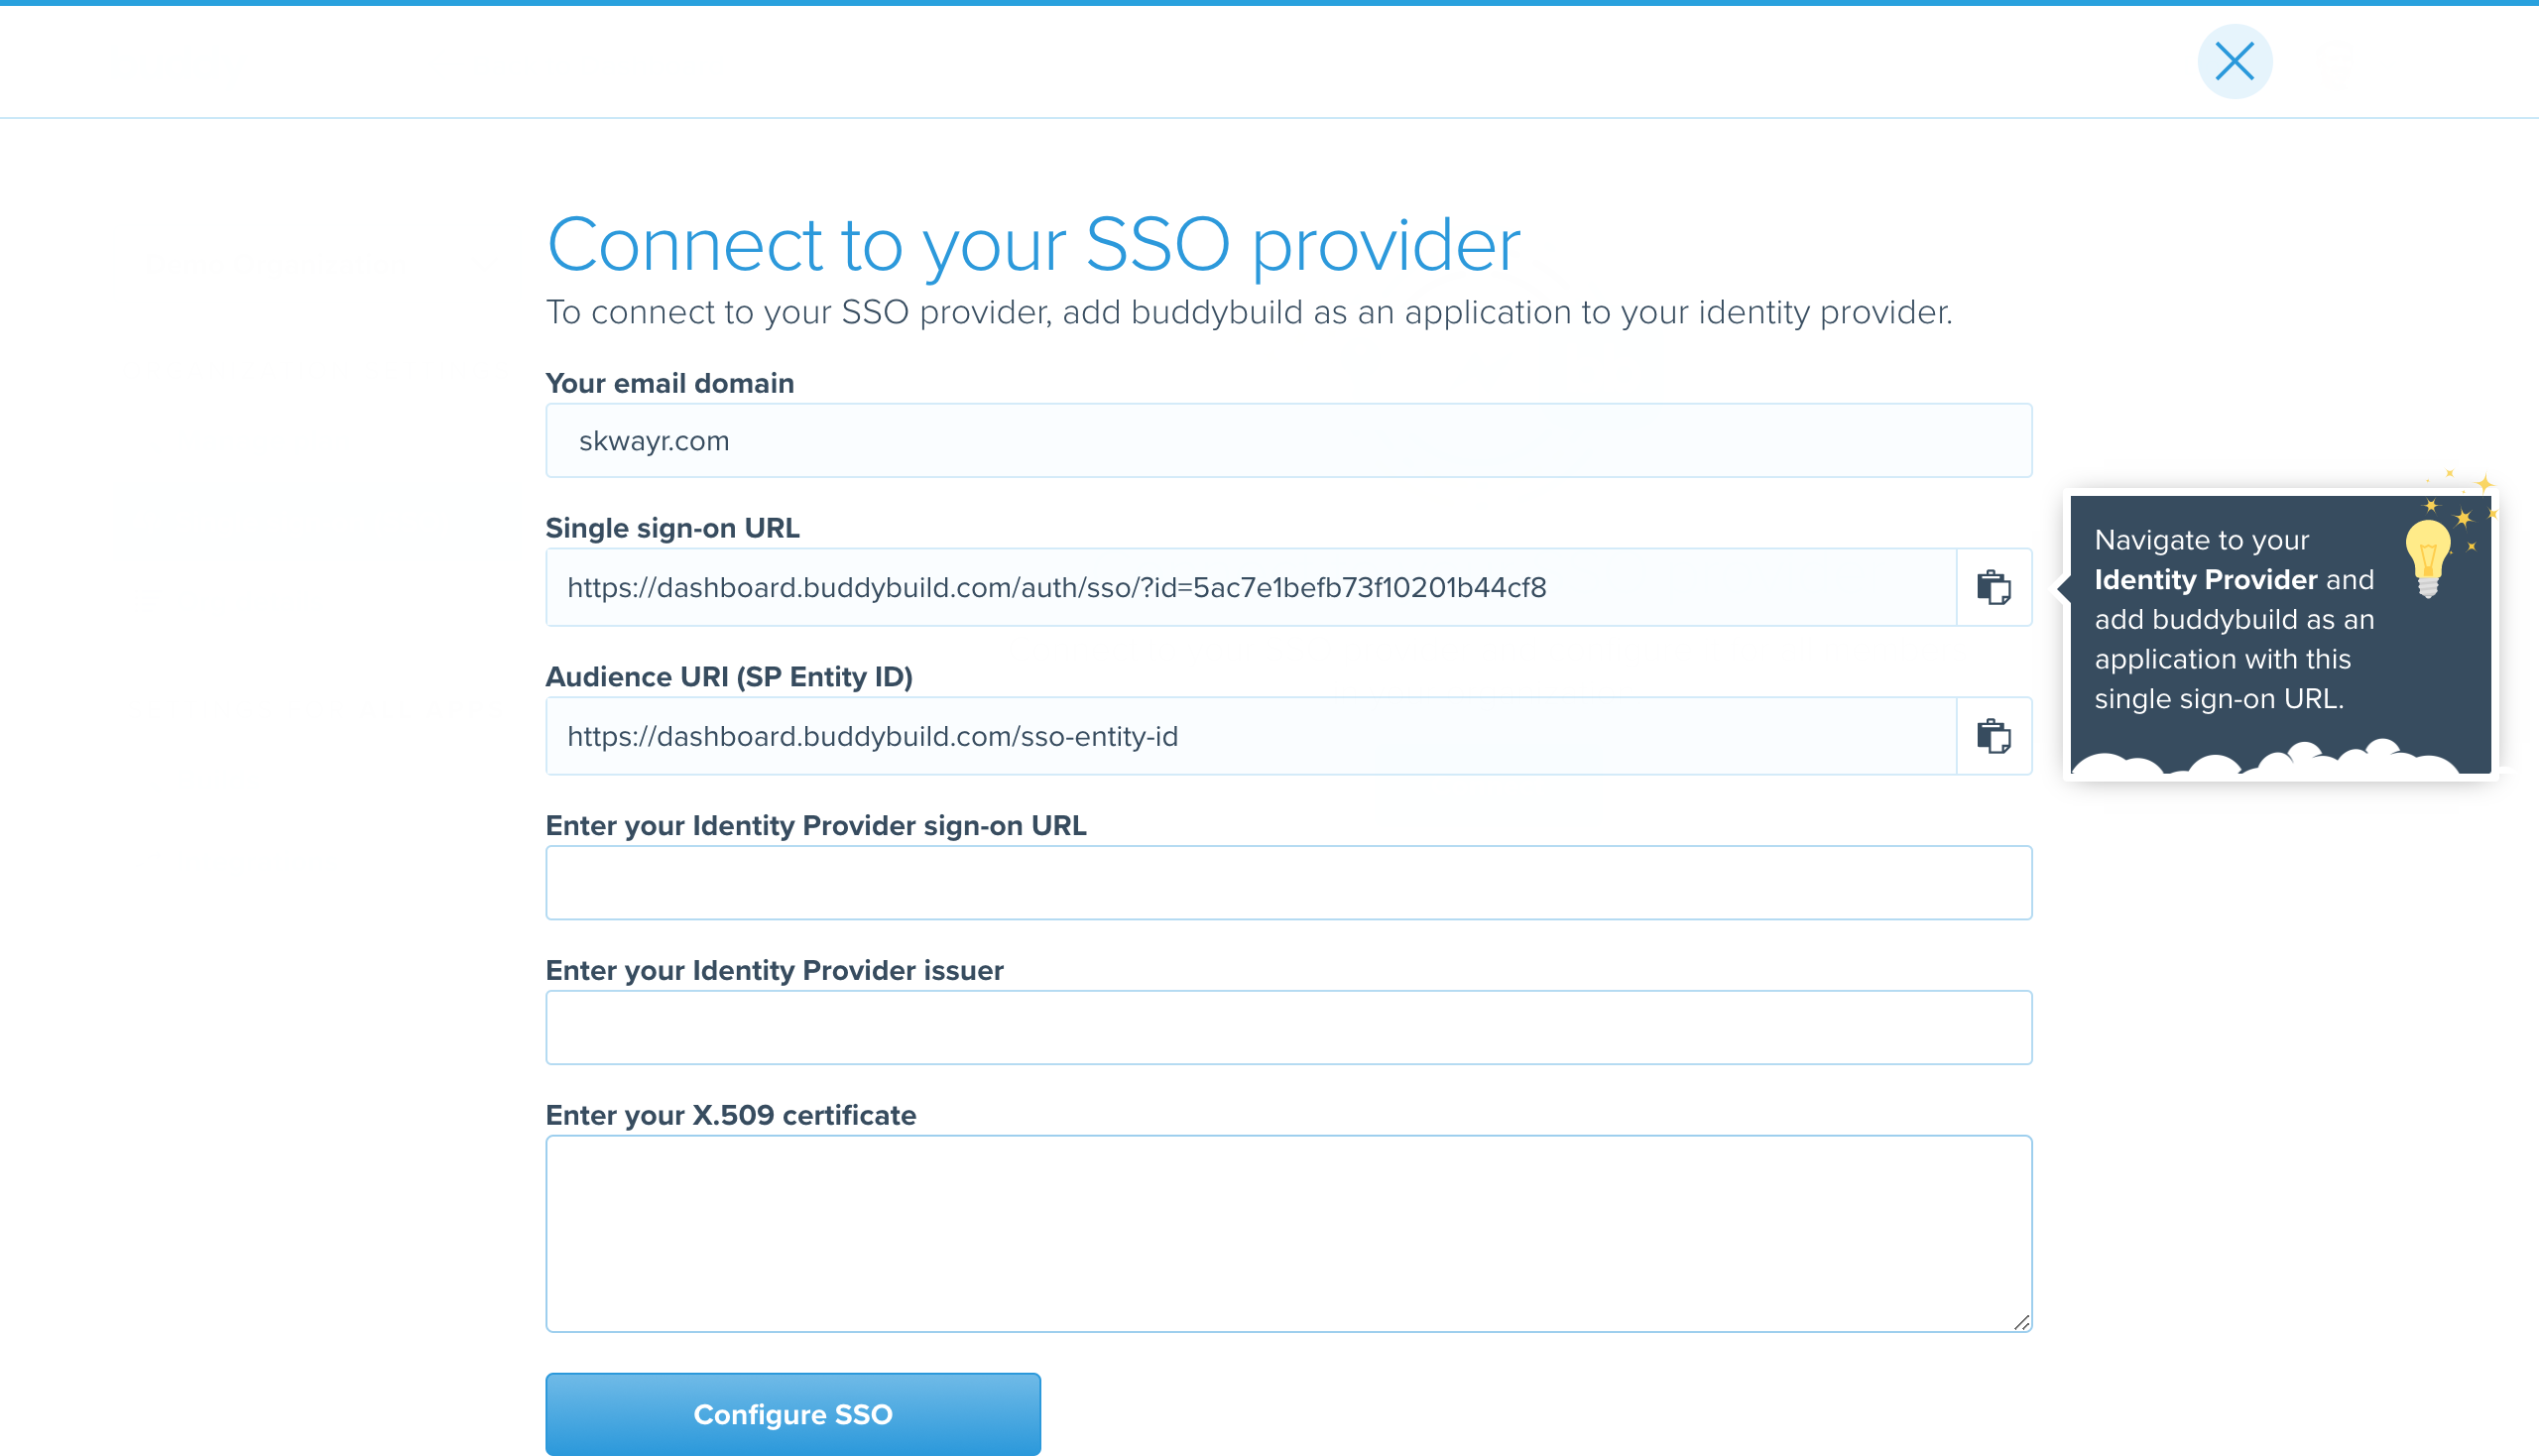 Connect to your SSO provider
To connect to your SSO provider, add buddybuild as an application to your identity provider.
Your email domain
skwayr.com
Single sign-on URL
https://dashboard.buddybuild.com/auth/sso/?id=5ac7e1befb73f10201b44cf8
Navigate to your
Identity Provider and
add buddybuild as an
application with this
single sign-on URL.
Audience URI (SP Entity ID)
https://dashboard.buddybuild.com/sso-entity-id
Enter your Identity Provider sign-on URL
Enter your Identity Provider issuer
Enter your X.509 certificate
Configure SSO